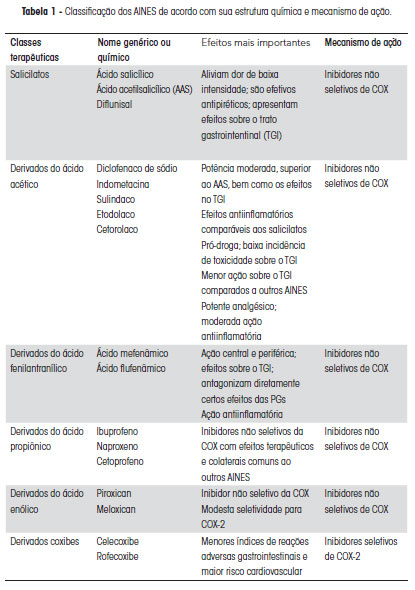 Tabela 1 - Classificação dos AINES de acordo com sua estrutura química e mecanismo de ação.
Classes terapêuticas
Nome genérico ou químico
Efeitos mais importantes
Mecanismo de ação
Salicilatos
Ácido salicílico
Ácido acetilsalicílico (AAS)
Diflunisal
Aliviam dor de baixa
intensidade; são efetivos
antipiréticos; apresentam
efeitos sobre o trato
gastrointentinal (TGI)
Inibidores não
seletivos de COX
Derivados do ácido
acético
Diclofenaco de sódio
Indometacina
Sulindaco
Etodolaco
Cetorolaco
Potência moderada, superior
ao AAS, bem como os efeitos
no TGI
Efeitos antiinflamatórios
comparáveis aos salicilatos
Pró-droga; baixa incidência
de toxicidade sobre o TGI
Menor ação sobre o TGI
comparados a outros AINES
Potente analgésico;
moderada ação
antiinflamatória
Inibidores não
seletivos de COX
Derivados do ácido
fenilantranílico
Ácido mefenâmico
Ácido flufenâmico
Ação central e periférica;
efeitos sobre o TGI;
antagonizam diretamente
certos efeitos das PGs
Ação antiinflamatória
Inibidores não
seletivos de COX
Derivados do ácido
propiônico
Ibuprofeno
Naproxeno
Cetoprofeno
Inibidores não seletivos da
COX com efeitos terapêuticos
e colaterais comuns ao
outros AINES
Inibidores não
seletivos de COX
Derivados do ácido
enólico
Piroxican
Meloxican
Inibidor não seletivo da COX
Modesta seletividade para
COX-2
Inibidores não
seletivos de COX
Derivados coxibes
Celecoxibe
Rofecoxibe
Menores índices de reações
adversas gastrointestinais e
maior risco cardiovascular
Inibidores seletivos
de COX-2